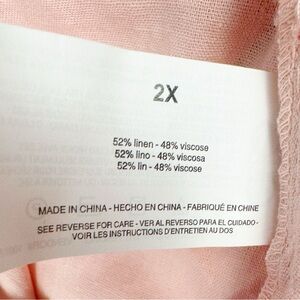 2X
52% linen - 48% viscose
52% lino - 48% viscosa
52% lin - 48% viscose
MADE IN CHINA - HECHO EN CHINA - FABRIQUÉ EN CHINE
SEE REVERSE FOR CARE - VER AL REVERSO PARA EL CUIDADO -
VOIR LES INSTRUCTIONS D'ENTRETIEN AU DOS